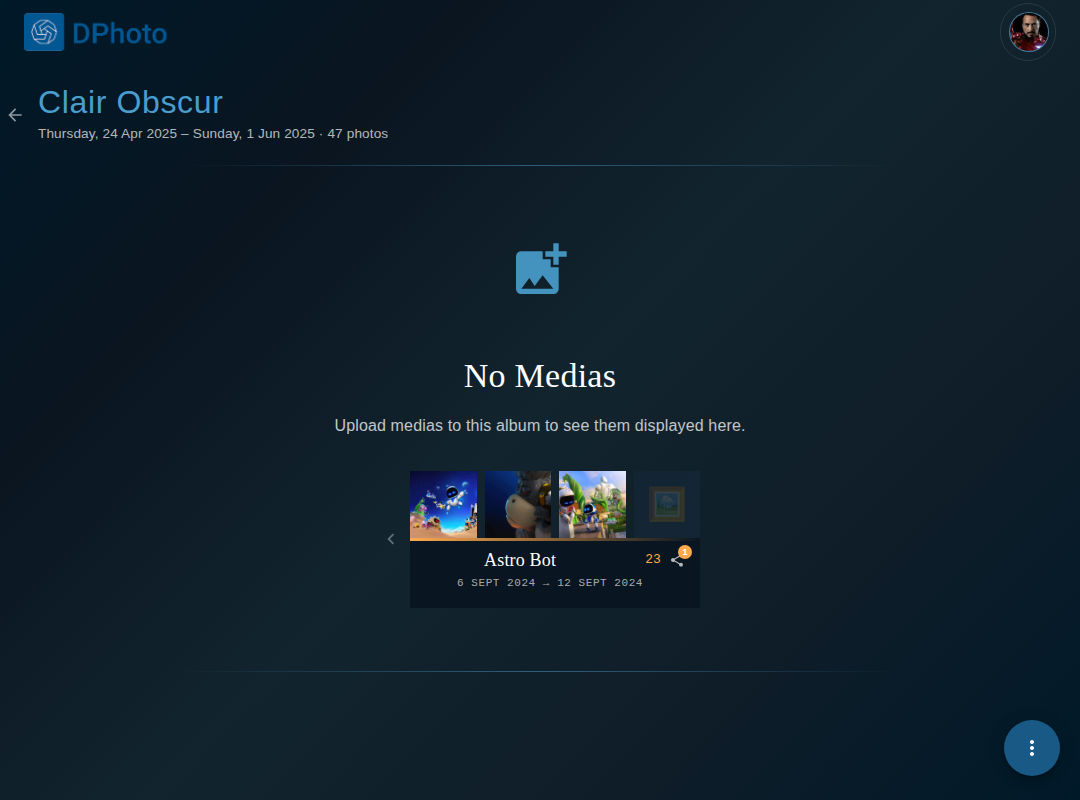 DPhoto
Clair Obscur
Thursday, 24 Apr 2025 – Sunday, 1 Jun 2025 · 47 photos
No Medias
Upload medias to this album to see them displayed here.
Astro Bot
23
1
6 SEPT 2024 → 12 SEPT 2024